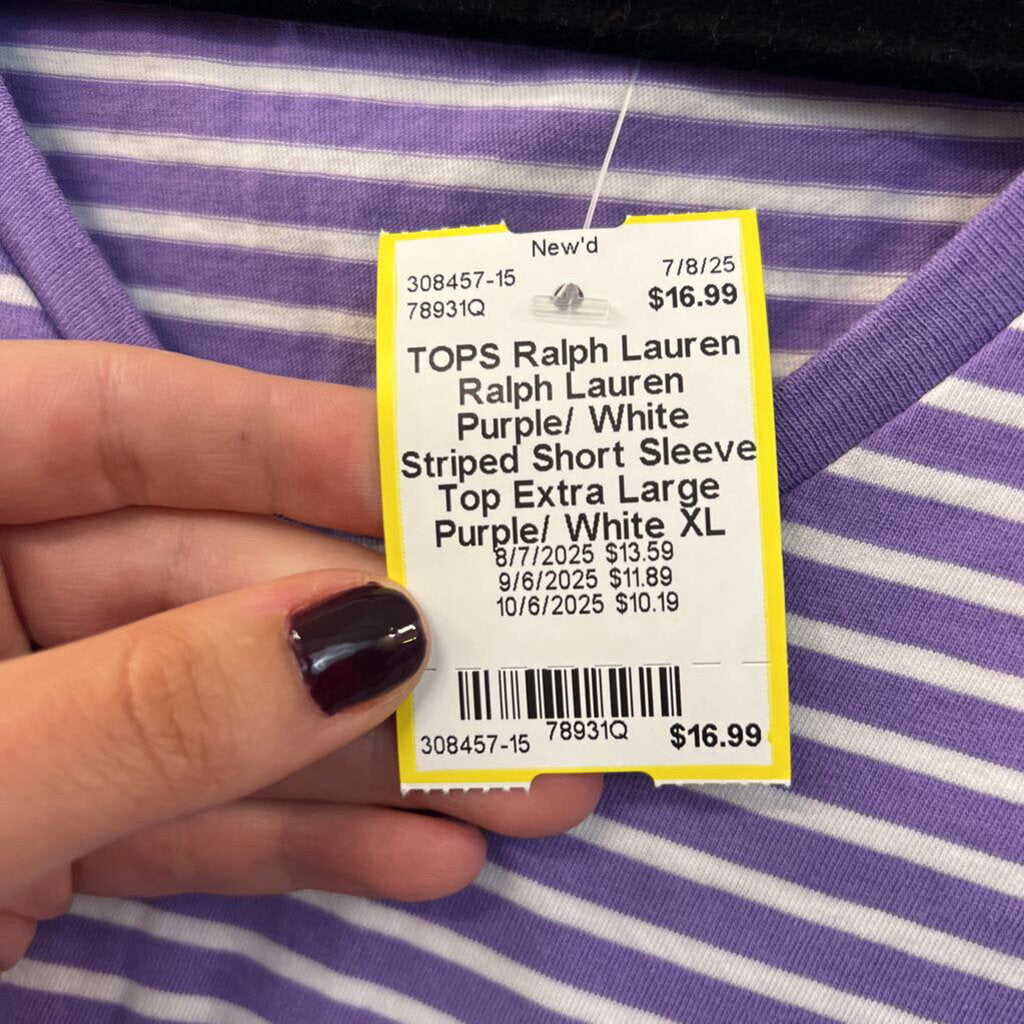 New'd
308457-15 7/8/25
78931Q $16.99
TOPS Ralph Lauren
Ralph Lauren
Purple/ White
Striped Short Sleeve
Top Extra Large
Purple/ White XL
8/7/2025 $13.59
9/6/2025 $11.89
10/6/2025 $10.19
308457-15 78931Q $16.99